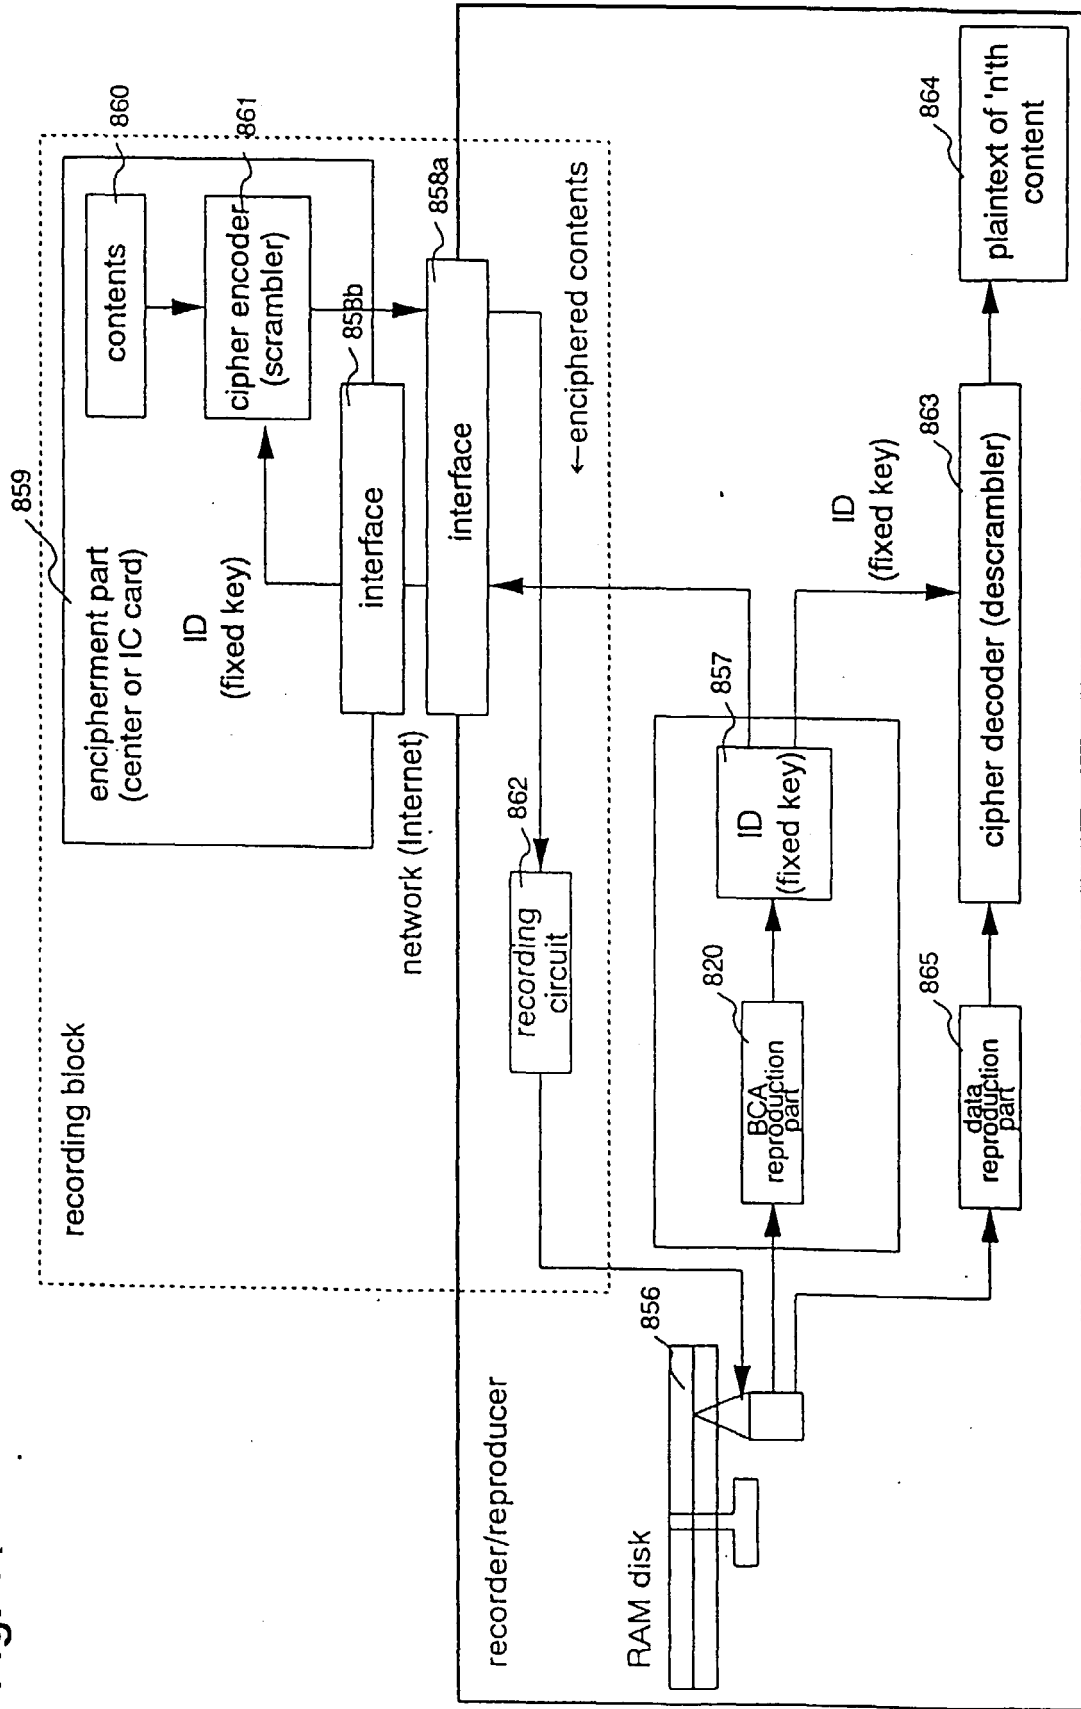 recording block
859
encipherment part
(center or IC card)
ID
(fixed key)
contents
860
cipher encoder
(scrambler)
861
interface
858b
network (Internet)
interface
858a
←enciphered contents
recording
circuit
862
recorder/reproducer
RAM disk
856
BCA
reproduction
part
820
ID
(fixed key)
857
ID
(fixed key)
data
reproduction
part
865
cipher decoder (descrambler)
863
plaintext of 'n'th
content
864